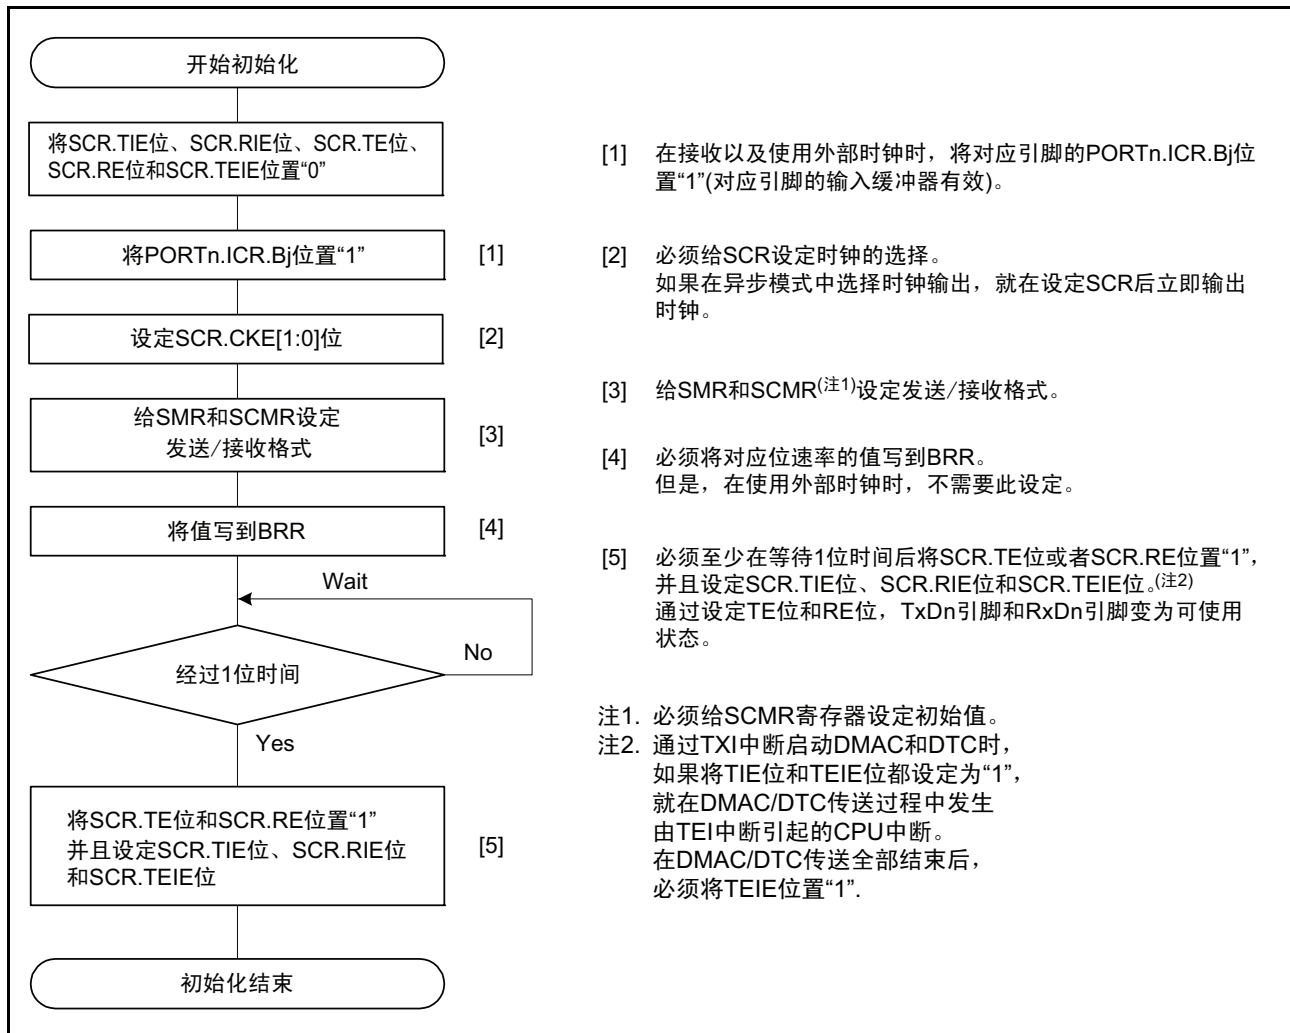 开始初始化
将SCR.TIE位、SCR.RIE位、SCR.TE位、
SCR.RE位和SCR.TEIE位置“0”
将PORTn.ICR.Bj位置“1”
[1]
设定SCR.CKE[1:0]位
[2]
给SMR和SCMR设定
发送/接收格式
[3]
将值写到BRR
[4]
Wait
经过1位时间
No
Yes
将SCR.TE位和SCR.RE位置“1”
并且设定SCR.TIE位、SCR.RIE位
和SCR.TEIE位
[5]
初始化结束
[1] 在接收以及使用外部时钟时，将对应引脚的PORTn.ICR.Bj位
置“1”(对应引脚的输入缓冲器有效)。
[2] 必须给SCR设定时钟的选择。
如果在异步模式中选择时钟输出，就在设定SCR后立即输出
时钟。
[3] 给SMR和SCMR(注1)设定发送/接收格式。
[4] 必须将对应位速率的值写到BRR。
但是，在使用外部时钟时，不需要此设定。
[5] 必须至少在等待1位时间后将SCR.TE位或者SCR.RE位置“1”，
并且设定SCR.TIE位、SCR.RIE位和SCR.TEIE位。(注2)
通过设定TE位和RE位，TxDn引脚和RxDn引脚变为可使用
状态。
注1. 必须给SCMR寄存器设定初始值。
注2. 通过TXI中断启动DMAC和DTC时，
如果将TIE位和TEIE位都设定为“1”，
就在DMAC/DTC传送过程中发生
由TEI中断引起的CPU中断。
在DMAC/DTC传送全部结束后，
必须将TEIE位置“1”.